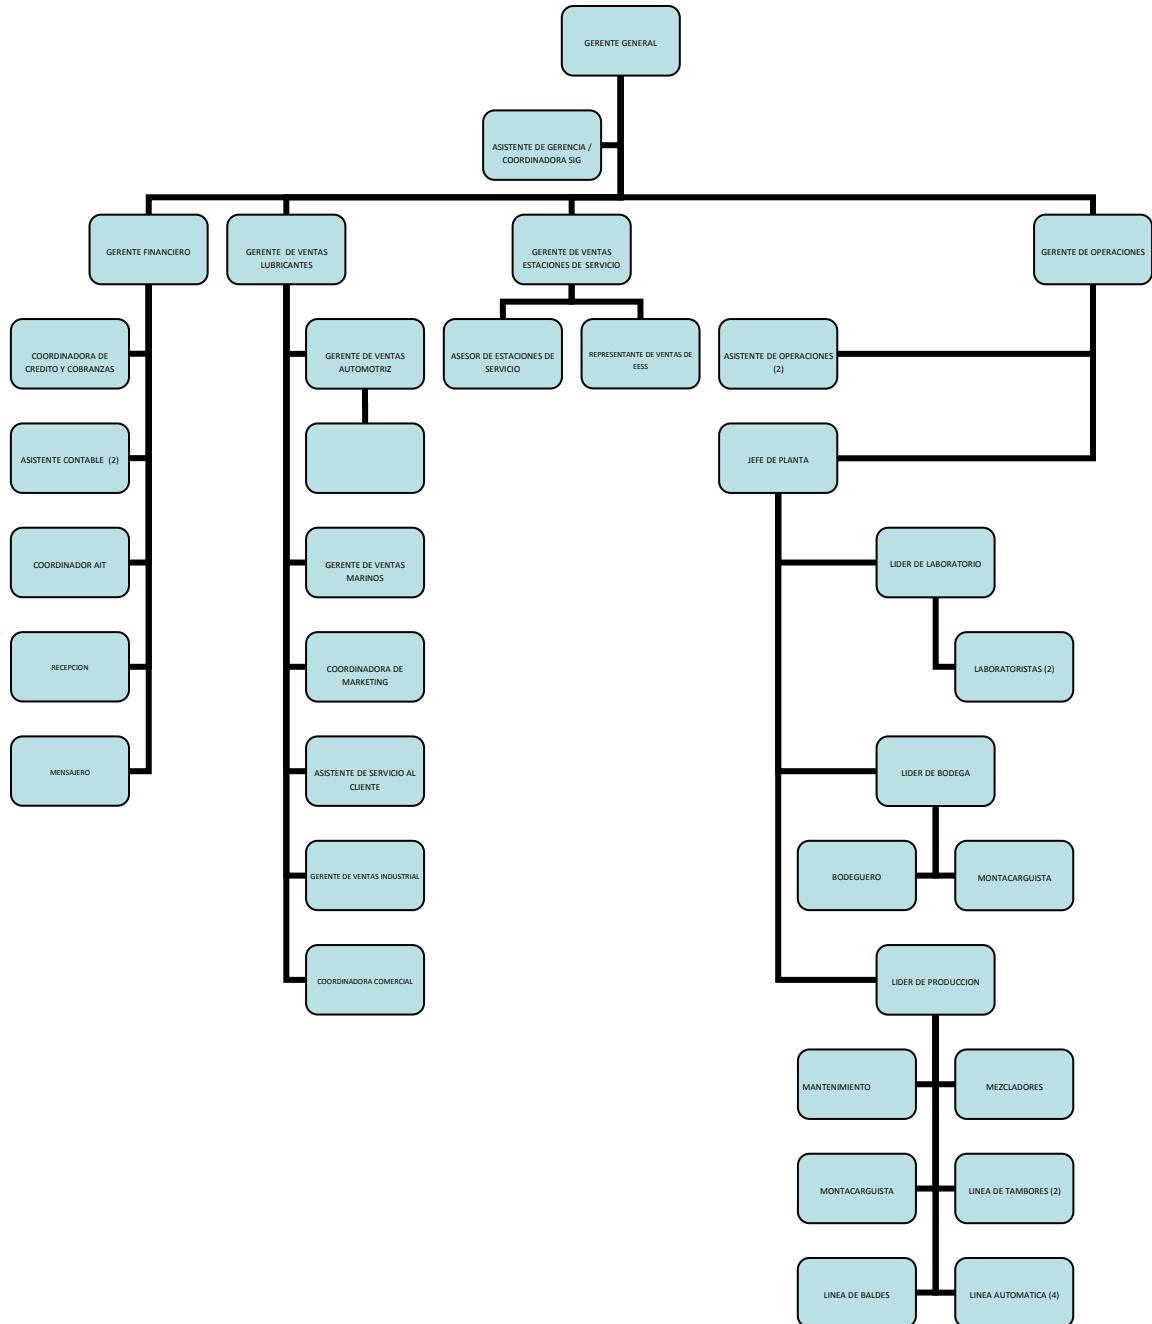 GERENTE GENERAL
ASISTENTE DE GERENCIA /
COORDINADORA SIG
GERENTE FINANCIERO
GERENTE DE VENTAS
LUBRICANTES
GERENTE DE VENTAS
ESTACIONES DE SERVICIO
GERENTE DE OPERACIONES
COORDINADORA DE
CREDITO Y COBRANZAS
GERENTE DE VENTAS
AUTOMOTRIZ
ASESOR DE ESTACIONES DE
SERVICIO
REPRESENTANTE DE VENTAS DE
EESS
ASISTENTE DE OPERACIONES
(2)
ASISTENTE CONTABLE (2)
JEFE DE PLANTA
COORDINADOR AIT
GERENTE DE VENTAS
MARINOS
LIDER DE LABORATORIO
RECEPCION
COORDINADORA DE
MARKETING
LABORATORISTAS (2)
MENSAJERO
ASISTENTE DE SERVICIO AL
CLIENTE
LIDER DE BODEGA
GERENTE DE VENTAS INDUSTRIAL
BODEGUERO
MONTACARGUISTA
COORDINADORA COMERCIAL
LIDER DE PRODUCCION
MANTENIMIENTO
MEZCLADORES
MONTACARGUISTA
LINEA DE TAMBORES (2)
LINEA DE BALDES
LINEA AUTOMATICA (4)